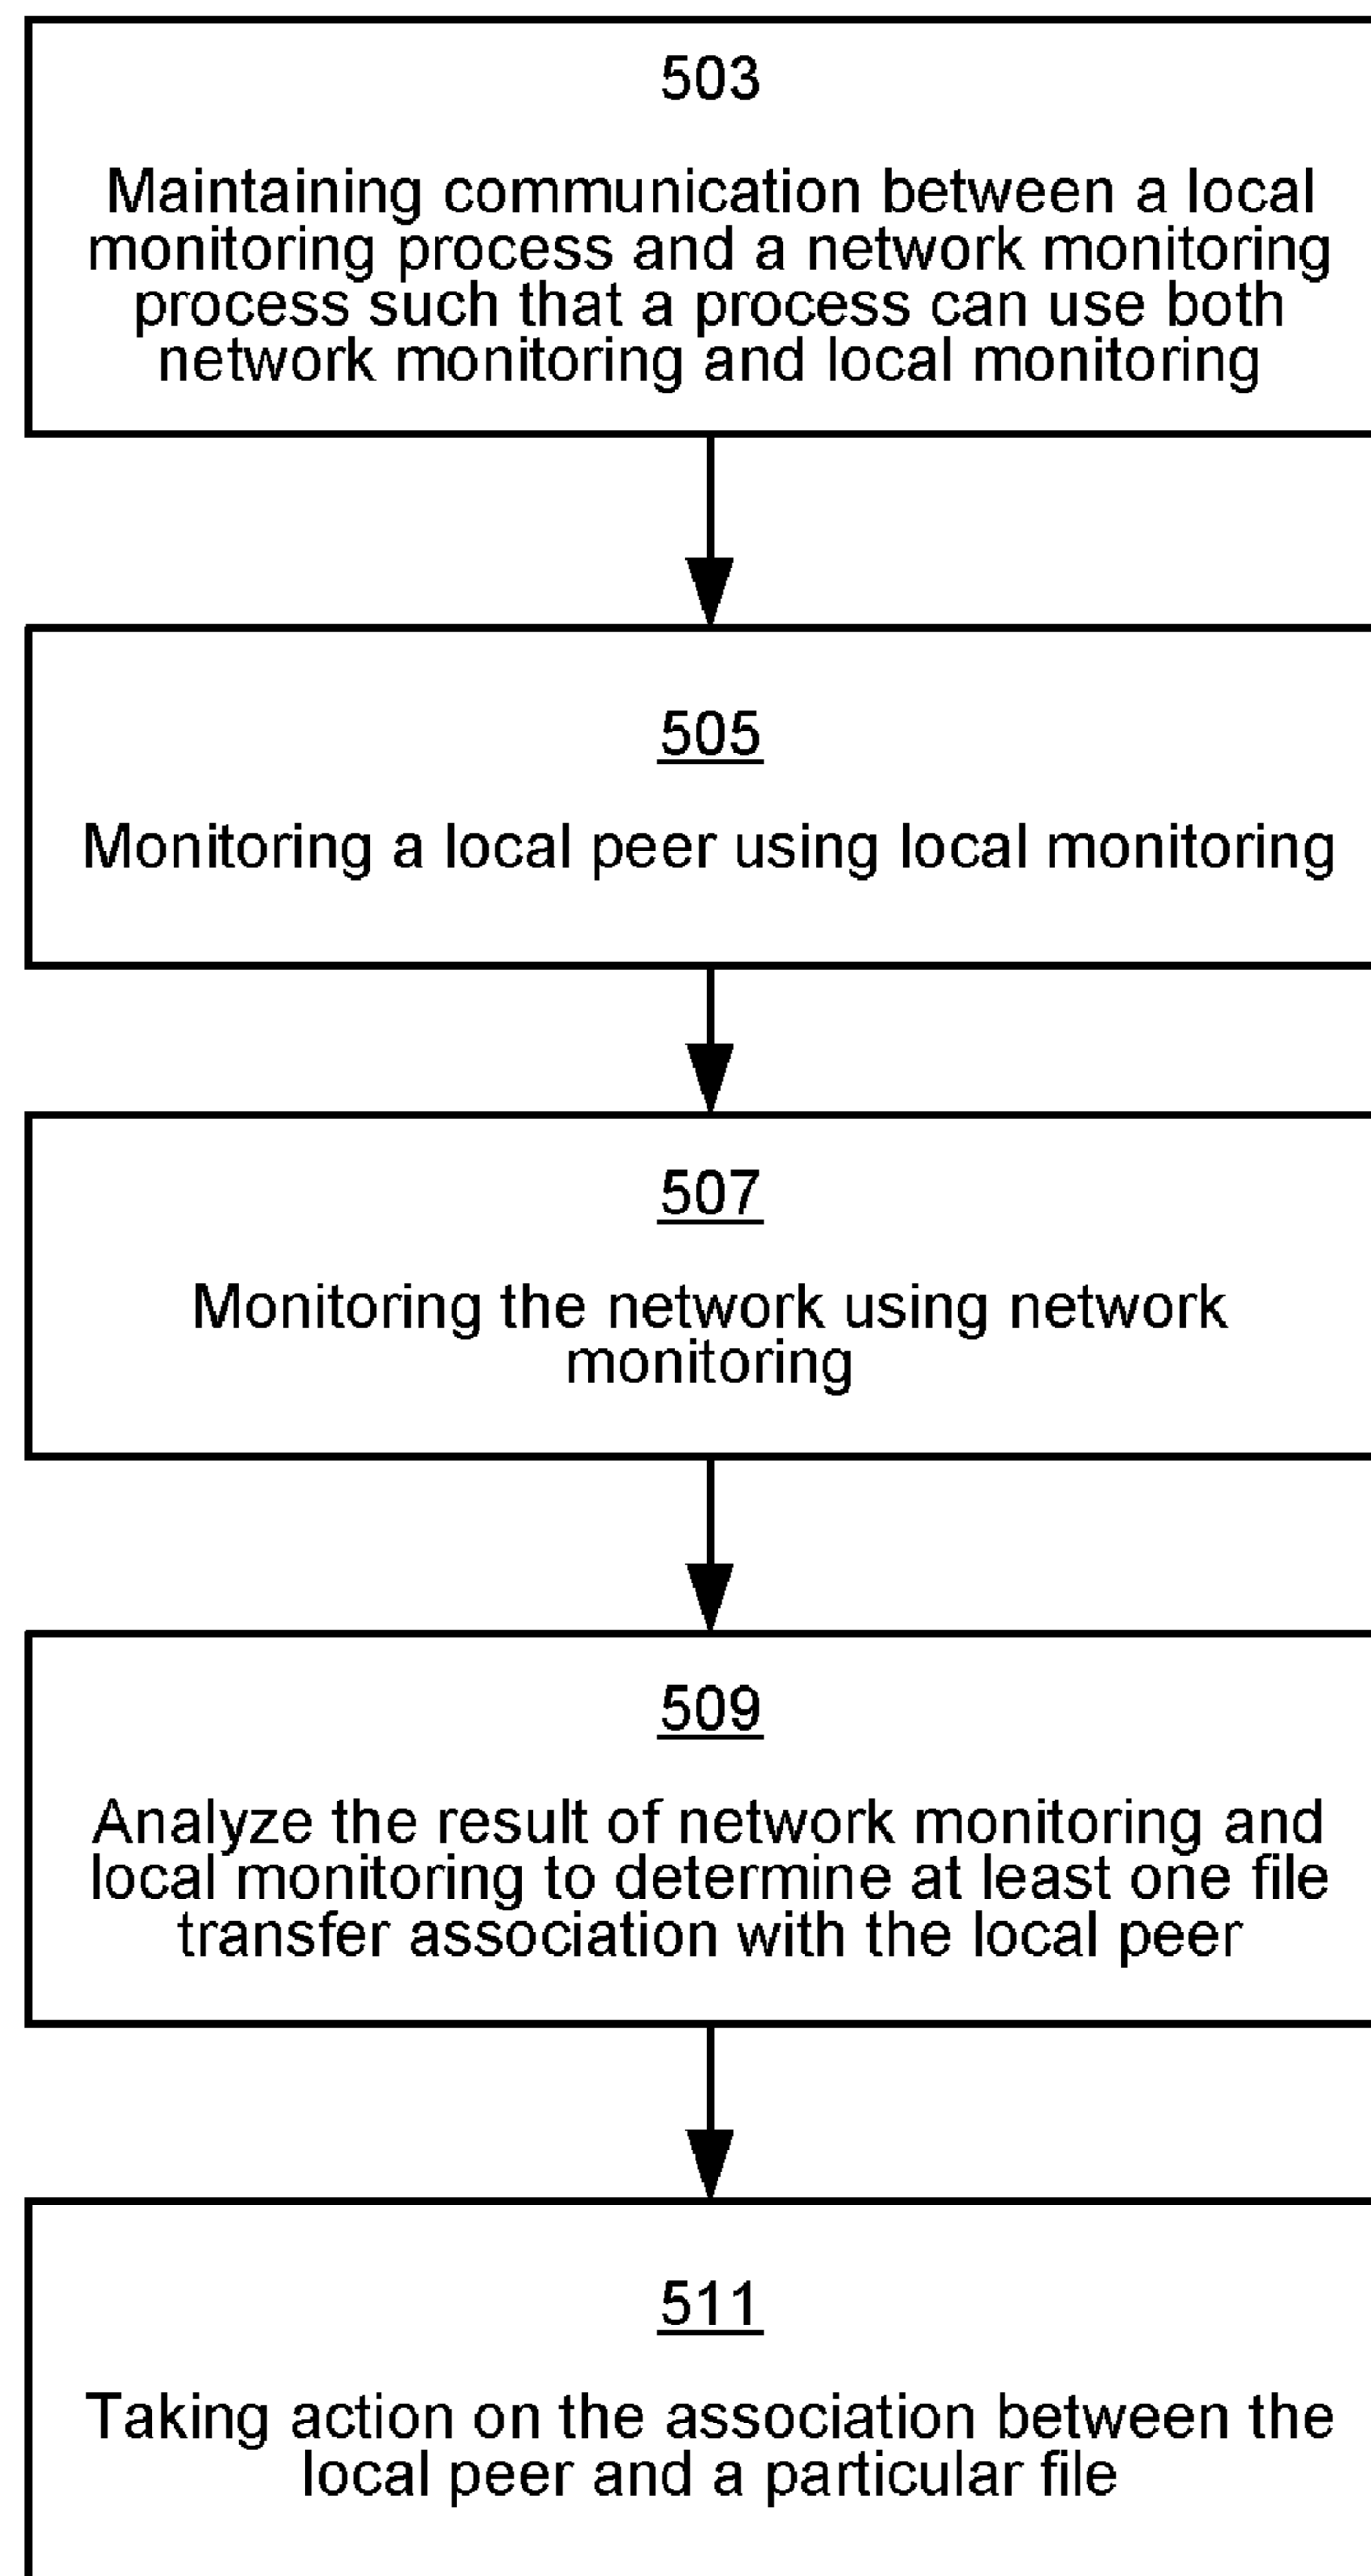 503
Maintaining communication between a local
monitoring process and a network monitoring
process such that a process can use both
network monitoring and local monitoring
505
Monitoring a local peer using local monitoring
507
Monitoring the network using network
monitoring
509
Analyze the result of network monitoring and
local monitoring to determine at least one file
transfer association with the local peer
511
Taking action on the association between the
local peer and a particular file